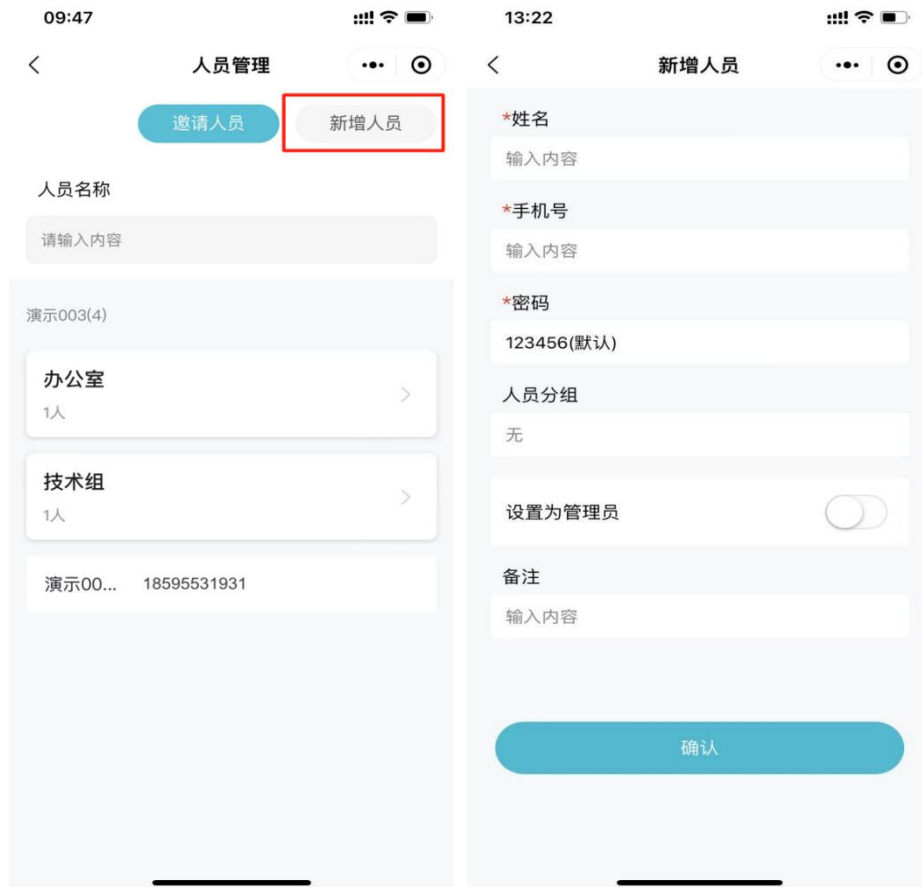 09:47
人员管理
邀请人员
新增人员
人员名称
请输入内容
演示003(4)
办公室
1人
技术组
1人
演示00... 18595531931
13:22
新增人员
*姓名
输入内容
*手机号
输入内容
*密码
123456(默认)
人员分组
无
设置为管理员
备注
输入内容
确认